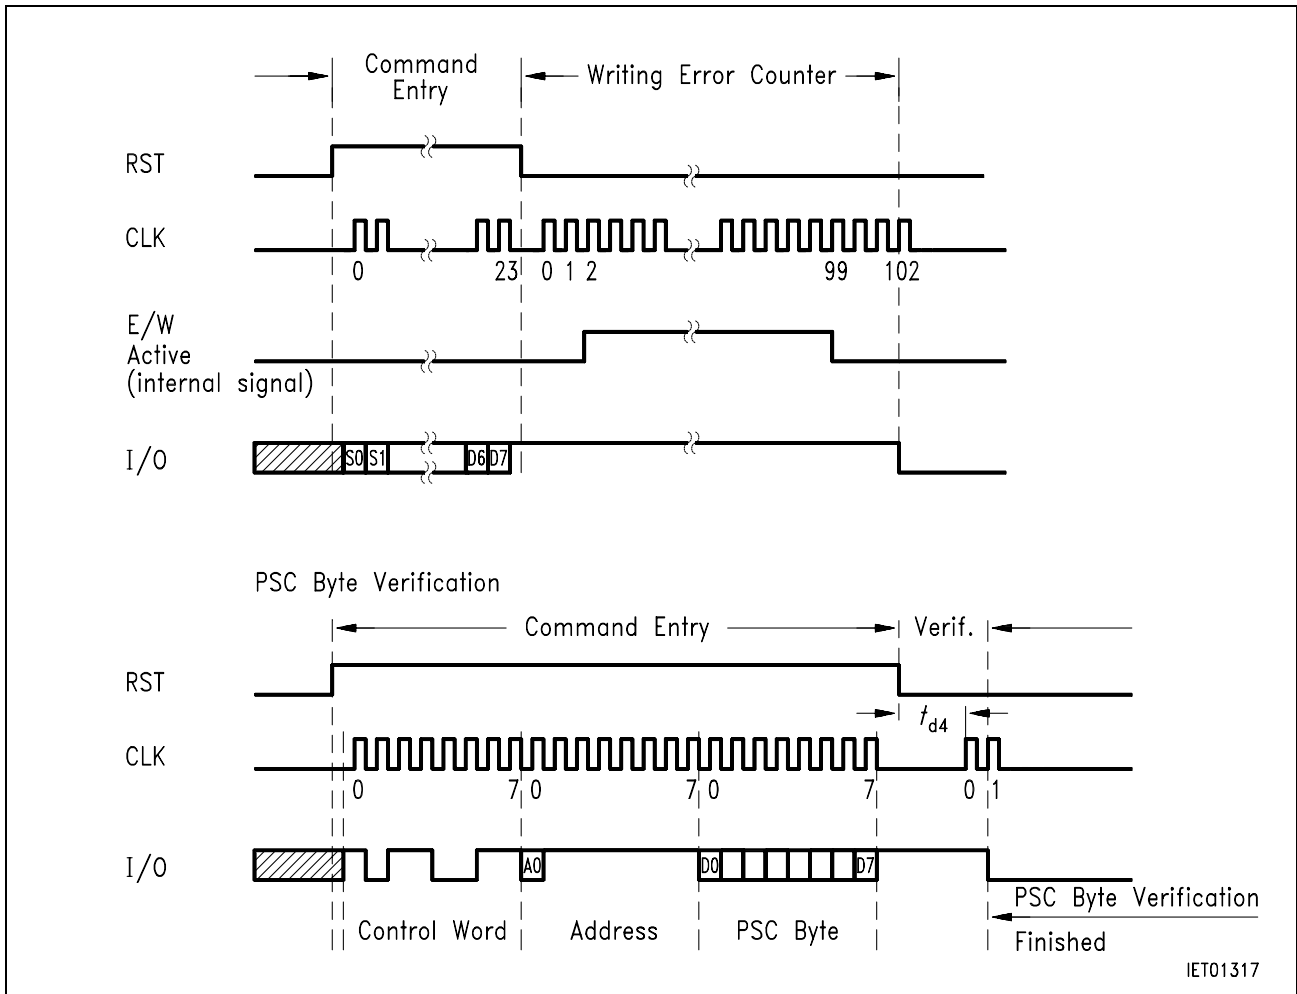 Command
Entry
Writing Error Counter
RST
CLK
0 23 0 1 2 99 102
E/W
Active
(internal signal)
I/O
S0 S1 D6 D7
PSC Byte Verification
Command Entry Verif.
RST
td4
CLK
0 7 0 7 0 7 0 1
I/O
A0 D0 D7
PSC Byte Verification
Control Word Address PSC Byte
Finished
IET01317